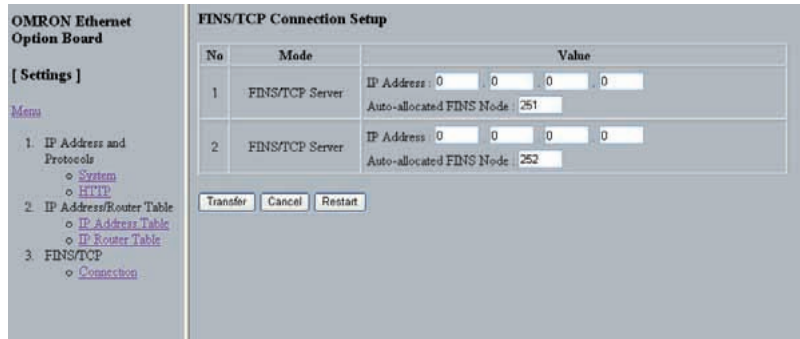 OMRON Ethernet
Option Board
[ Settings ]
Menu
1. IP Address and
Protocols
o System
o HTTP
2. IP Address/Router Table
o IP Address Table
o IP Router Table
3. FINS/TCP
o Connection
FINS/TCP Connection Setup
No Mode Value
1 FINS/TCP Server
IP Address : 0 . 0 . 0 . 0
Auto-allocated FINS Node : 251
2 FINS/TCP Server
IP Address : 0 . 0 . 0 . 0
Auto-allocated FINS Node : 252
Transfer Cancel Restart